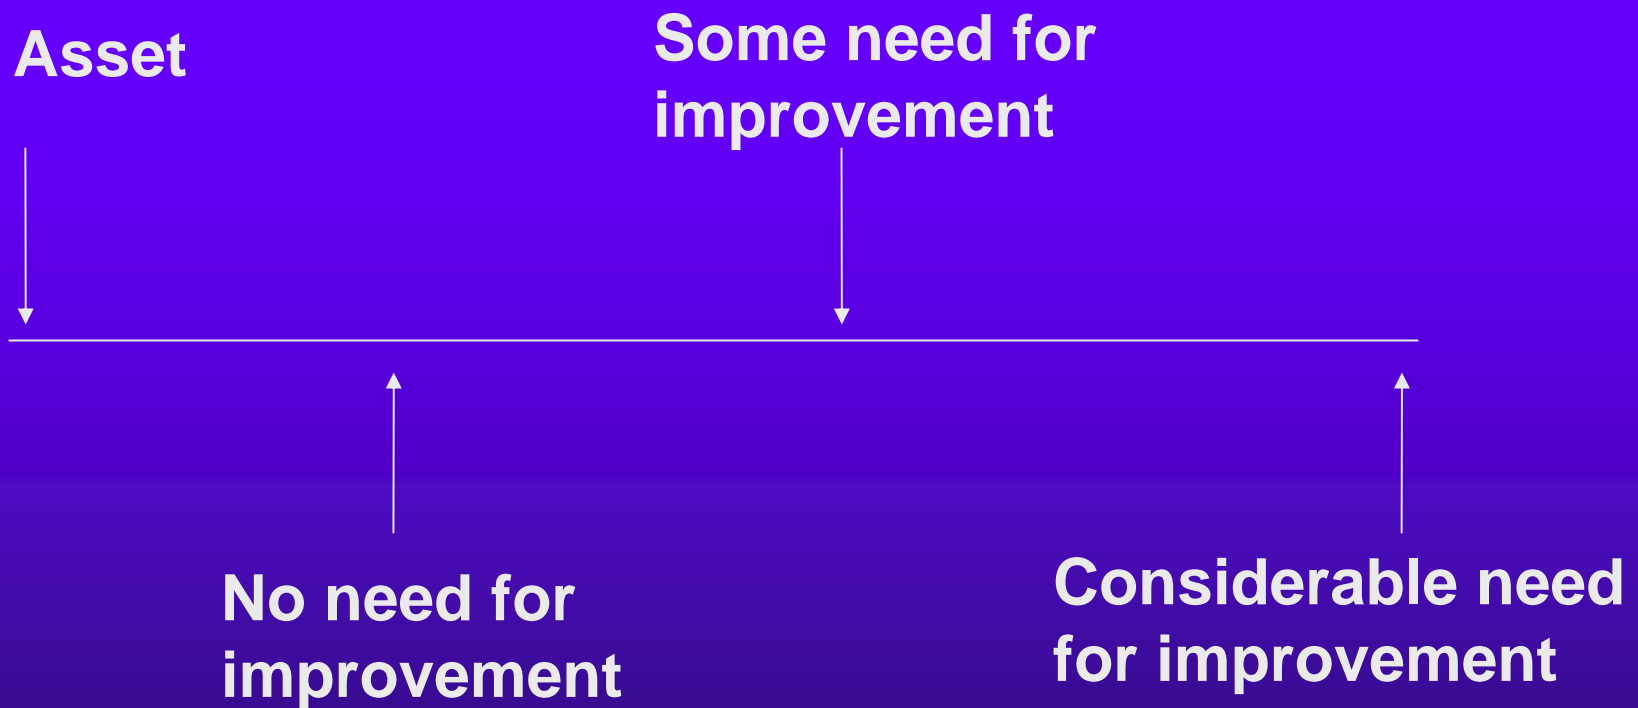 Asset
Some need for
improvement
No need for
improvement
Considerable need
for improvement